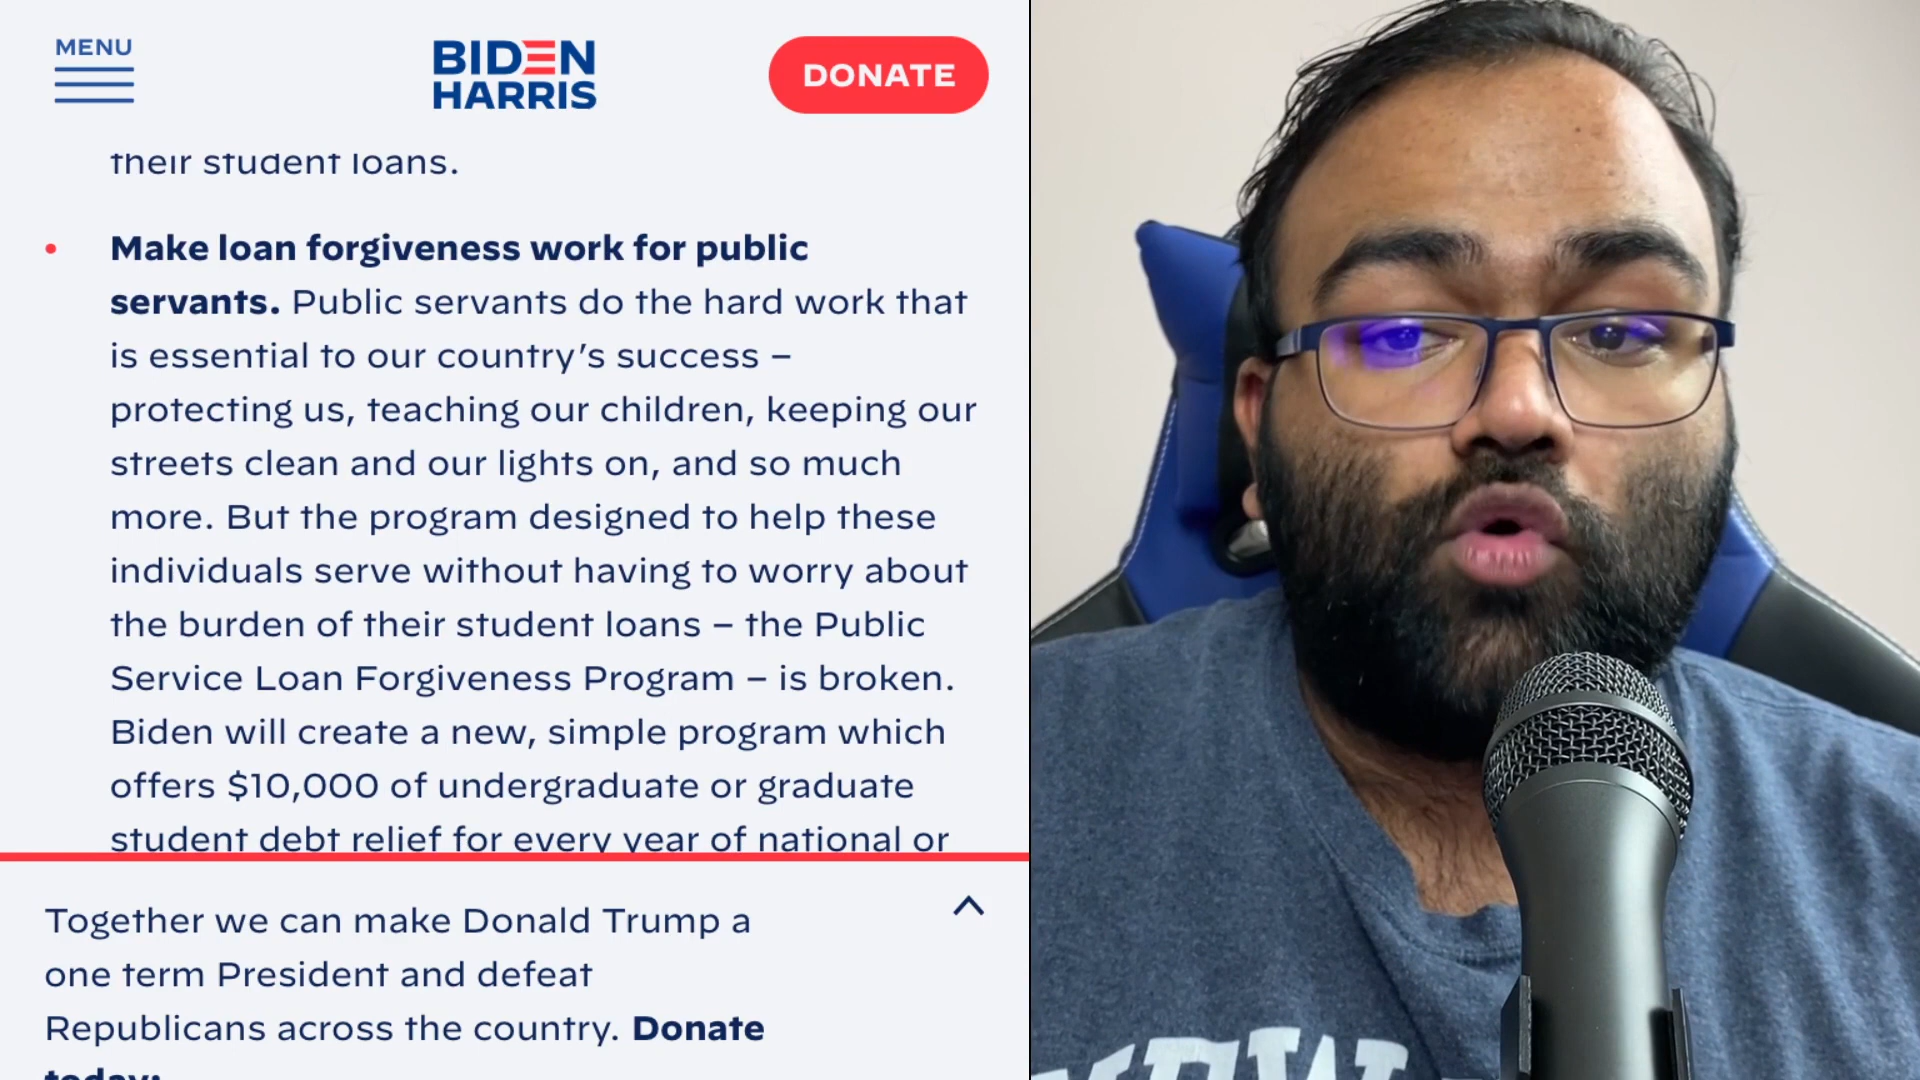 MENU
BIDEN
HARRIS
DONATE
their student loans.
• Make loan forgiveness work for public
servants. Public servants do the hard work that
is essential to our country’s success –
protecting us, teaching our children, keeping our
streets clean and our lights on, and so much
more. But the program designed to help these
individuals serve without having to worry about
the burden of their student loans – the Public
Service Loan Forgiveness Program – is broken.
Biden will create a new, simple program which
offers $10,000 of undergraduate or graduate
student debt relief for every year of national or
Together we can make Donald Trump a
one term President and defeat
Republicans across the country. Donate
today: